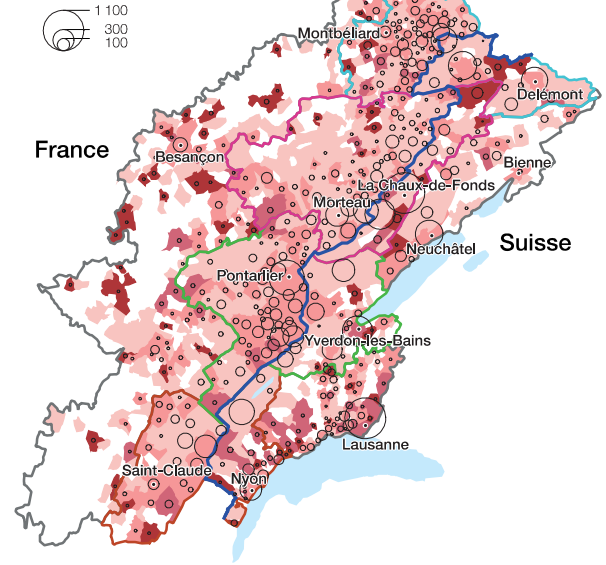 1 100
300
100
Montbéliard
Delémont
France
Besançon
Bienne
La Chaux-de-Fonds
Morteau
Neuchâtel
Suisse
Pontarlier
Yverdon-les-Bains
Lausanne
Saint-Claude
Nyon